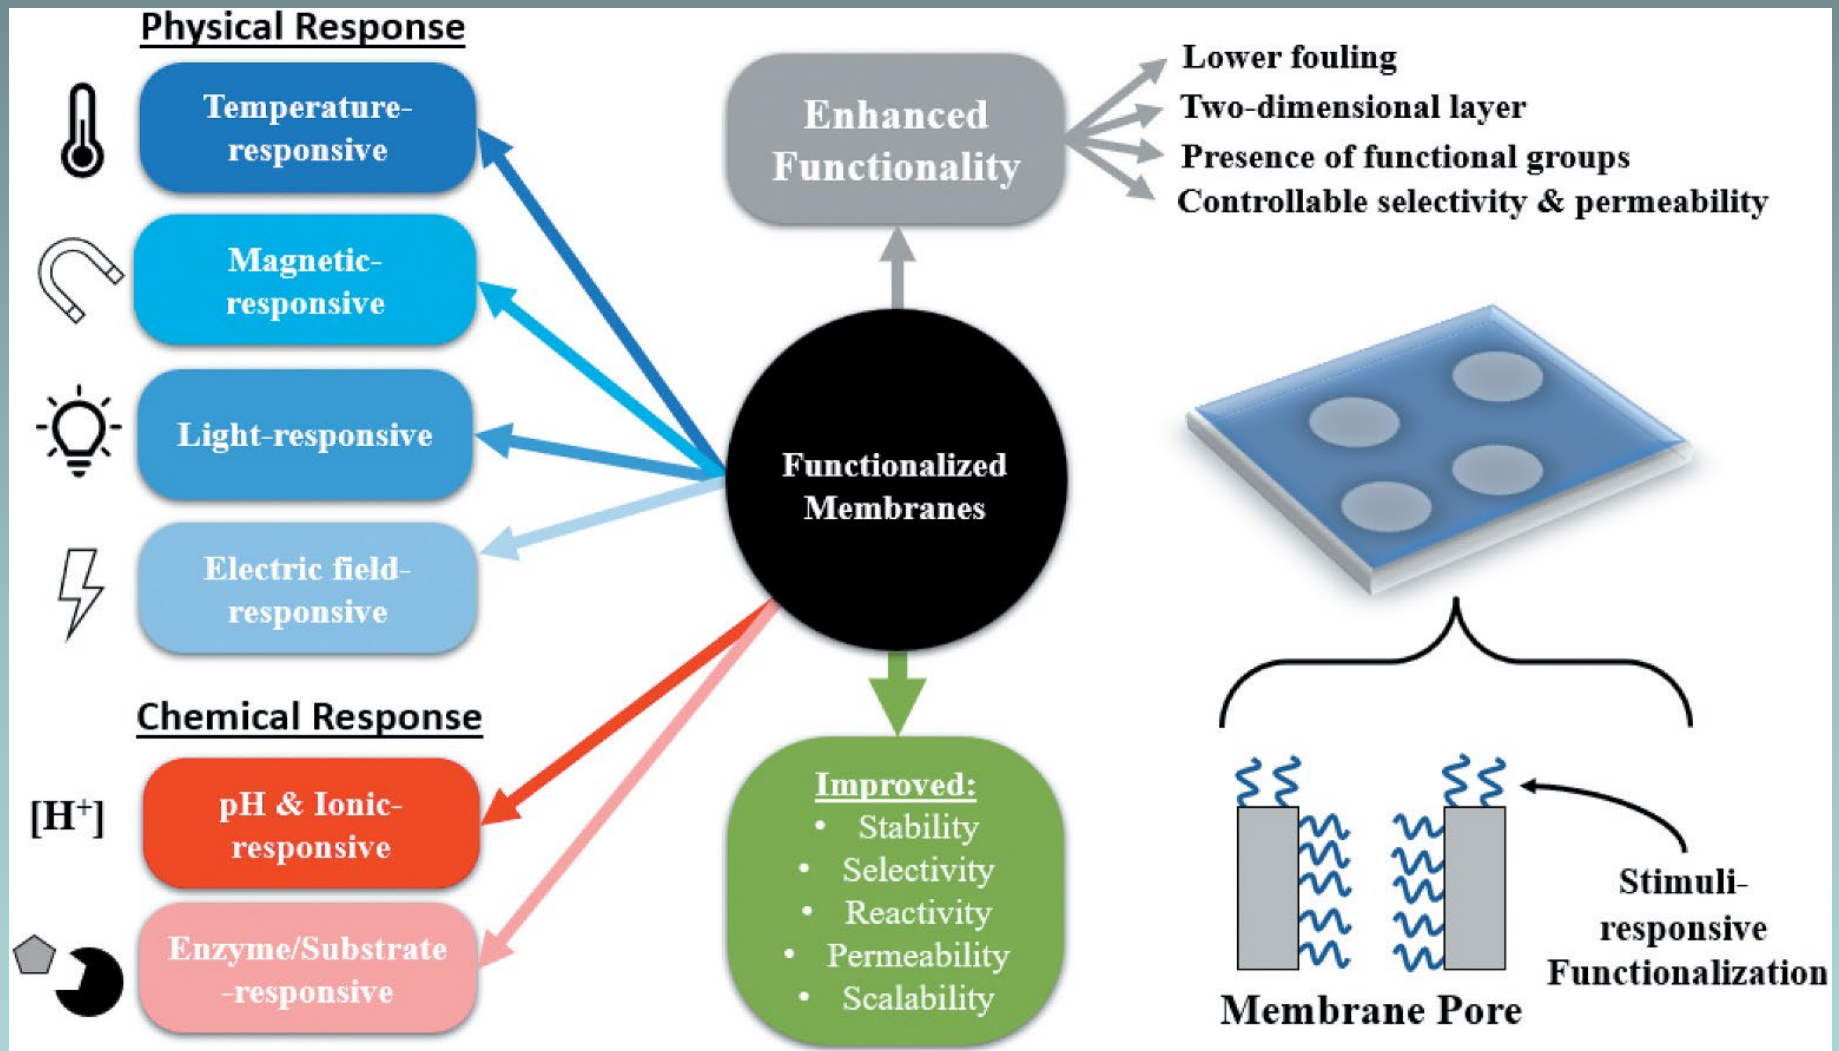 Physical Response
Temperature-
responsive
Magnetic-
responsive
Light-responsive
Electric field-
responsive
Chemical Response
[H⁺]
pH & Ionic-
responsive
Enzyme/Substrate
-responsive
Enhanced
Functionality
Lower fouling
Two-dimensional layer
Presence of functional groups
Controllable selectivity & permeability
Functionalized
Membranes
Improved:
• Stability
• Selectivity
• Reactivity
• Permeability
• Scalability
Stimuli-
responsive
Functionalization
Membrane Pore